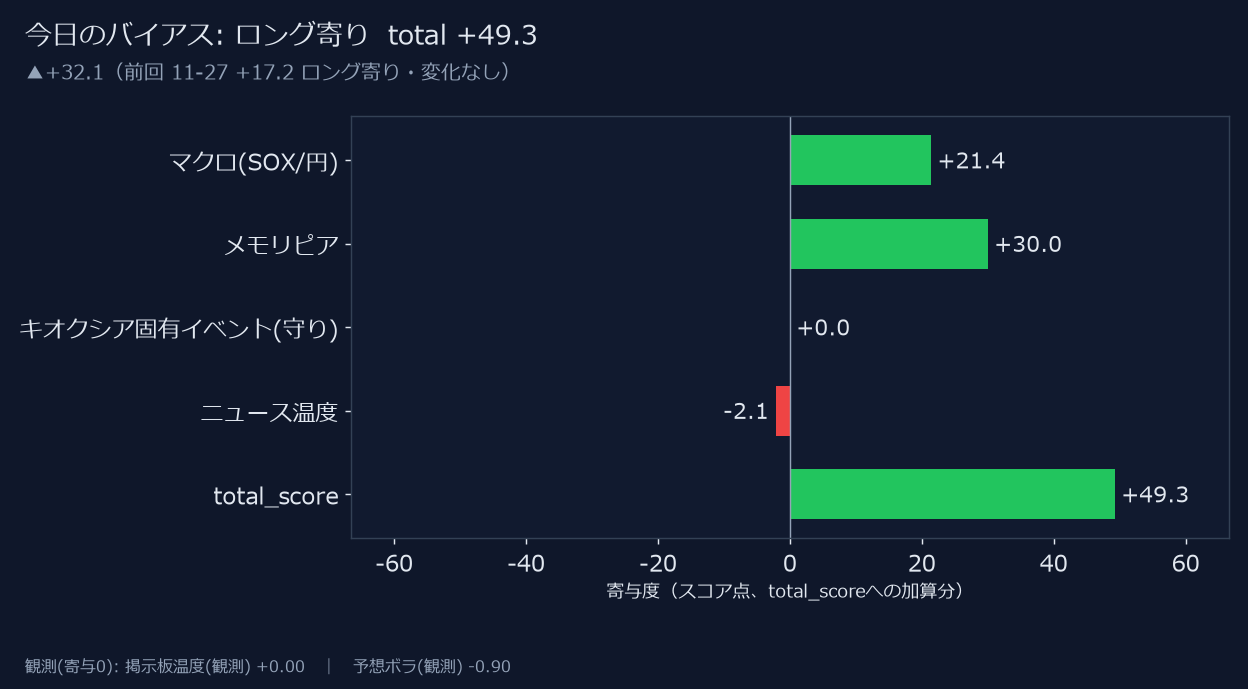 今日のバイアス: ロング寄り total +49.3
▲+32.1（前回 11-27 +17.2 ロング寄り・変化なし）
マクロ(SOX/円)
+21.4
メモリピア
+30.0
キオクシア固有イベント(守り)
+0.0
ニュース温度
-2.1
total_score
+49.3
-60 -40 -20 0 20 40 60
寄与度（スコア点、total_scoreへの加算分）
観測(寄与0): 掲示板温度(観測) +0.00 | 予想ボラ(観測) -0.90